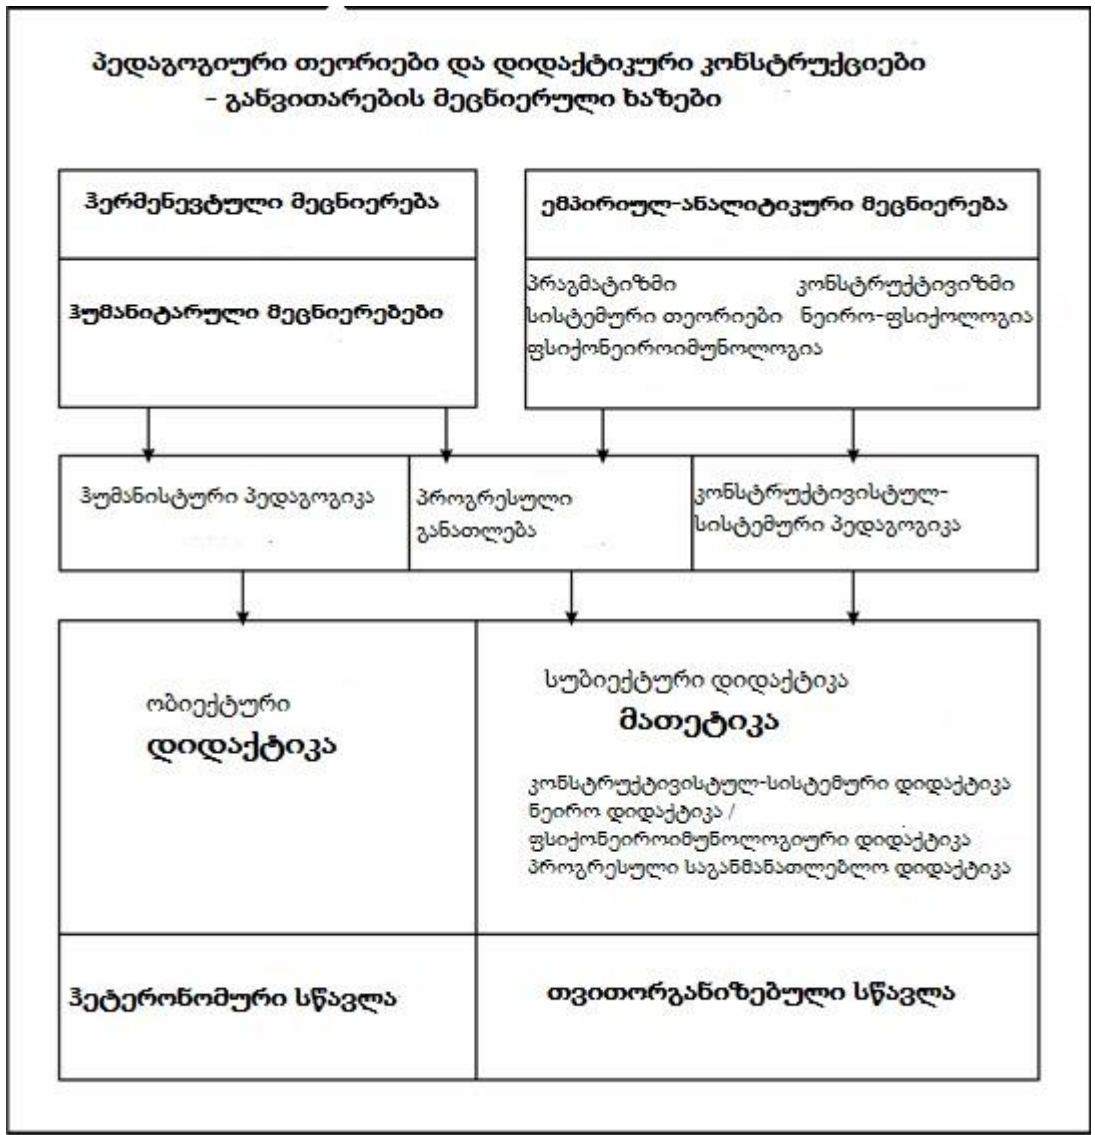 პედაგოგიური თეორიები და დიდაქტიკური კონსტრუქციები
– განვითარების მეცნიერული ხაზები
ჰერმენევტული მეცნიერება
ჰუმანიტარული მეცნიერებები
ემპირიულ-ანალიტიკური მეცნიერება
პრაგმატიზმი კონსტრუქტივიზმი
სისტემური თეორიები ნეირო-ფსიქოლოგია
ფსიქონეიროიმუნოლოგია
ჰუმანისტური პედაგოგიკა
პროგრესული
განათლება
კონსტრუქტივისტულ-
სისტემური პედაგოგიკა
ობიექტური
დიდაქტიკა
სუბიექტური დიდაქტიკა
მათეტიკა
კონსტრუქტივისტულ-სისტემური დიდაქტიკა
ნეირო დიდაქტიკა /
ფსიქონეიროიმუნოლოგიური დიდაქტიკა
პროგრესული საგანმანათლებლო დიდაქტიკა
ჰეტერონომური სწავლა
თვითორგანიზებული სწავლა